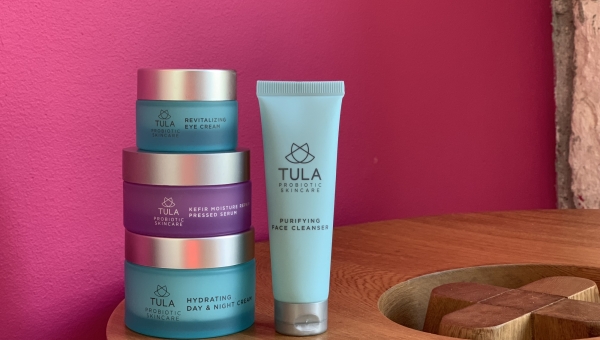 TULA
PROBIOTIC
SKINCARE
REVITALIZING
EYE CREAM
TULA
PROBIOTIC
SKINCARE
KEFIR MOISTURE
PRESSED SERUM
TULA
PROBIOTIC
SKINCARE
HYDRATING
DAY & NIGHT CREAM
TULA
PROBIOTIC
SKINCARE
PURIFYING
FACE CLEANSER